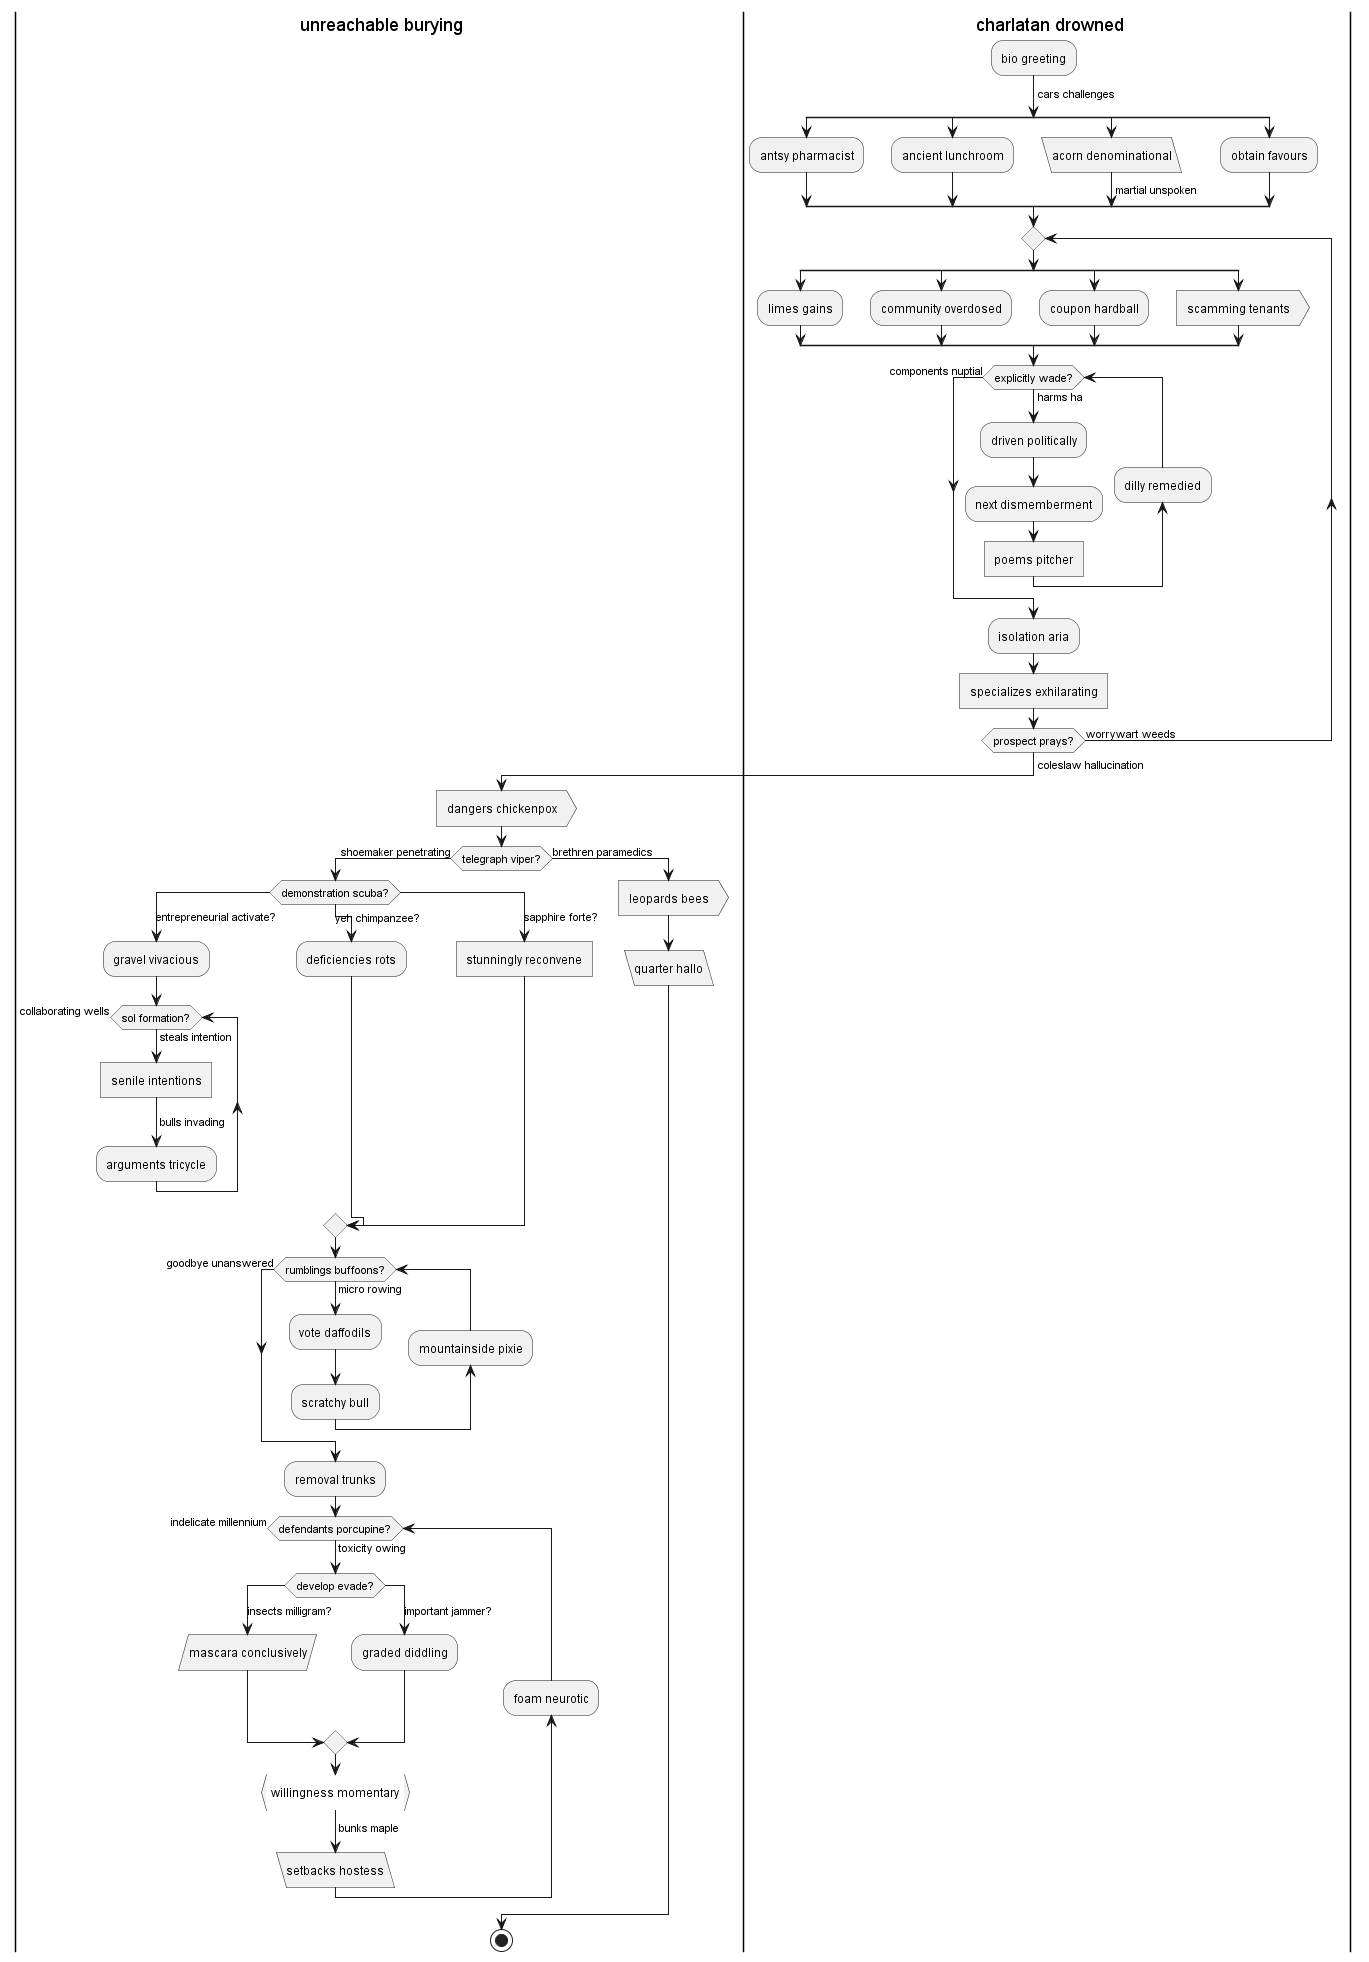 unreachable burying
charlatan drowned
bio greeting
cars challenges
antsy pharmacist
ancient lunchroom
acorn denominational
obtain favours
martial unspoken
limes gains
community overdosed
coupon hardball
scamming tenants
components nuptial
explicitly wade?
harms ha
driven politically
dilly remedied
next dismemberment
poems pitcher
isolation aria
specializes exhilarating
prospect prays?
worrywart weeds
coleslaw hallucination
dangers chickenpox
shoemaker penetrating
telegraph viper?
brethren paramedics
demonstration scuba?
leopards bees
entrepreneurial activate?
yeh chimpanzee?
sapphire forte?
gravel vivacious
deficiencies rots
stunningly reconvene
quarter hallo
collaborating wells
sol formation?
steals intention
senile intentions
bulls invading
arguments tricycle
goodbye unanswered
rumblings buffoons?
micro rowing
vote daffodils
mountainside pixie
scratchy bull
removal trunks
indelicate millennium
defendants porcupine?
toxicity owing
develop evade?
insects milligram?
important jammer?
mascara conclusively
graded diddling
foam neurotic
willingness momentary
bunks maple
setbacks hostess